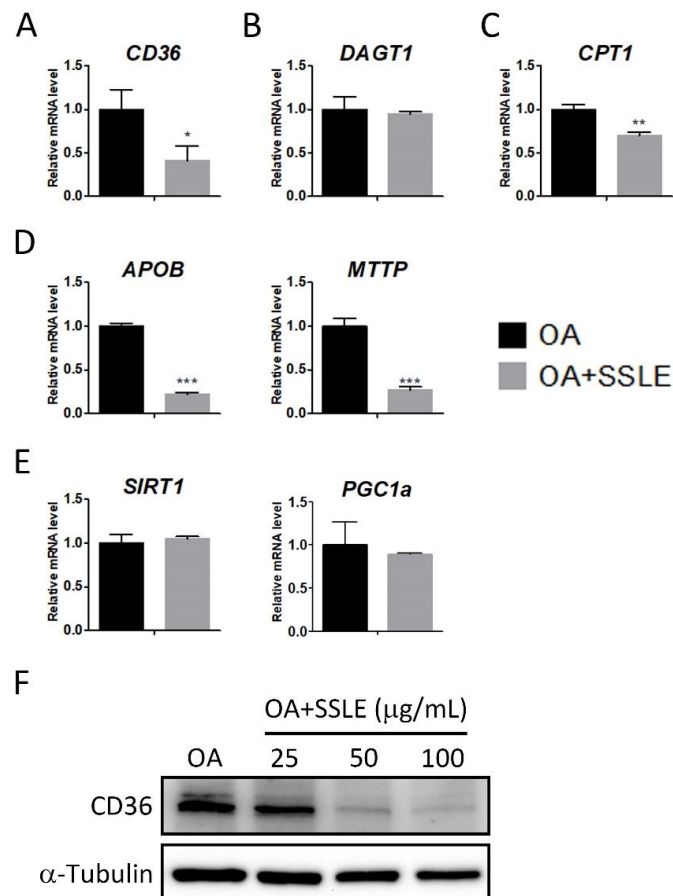 A
B
C
CD36
DAGT1
CPT1
Relative mRNA level
1.5
1.0
0.5
0.0
*
Relative mRNA level
1.5
1.0
0.5
0.0
Relative mRNA level
1.5
1.0
0.5
0.0
**
D
APOB
MTTP
Relative mRNA level
1.5
1.0
0.5
0.0
***
Relative mRNA level
1.5
1.0
0.5
0.0
***
OA
OA+SSLE
E
SIRT1
PGC1a
Relative mRNA level
1.5
1.0
0.5
0.0
Relative mRNA level
1.5
1.0
0.5
0.0
F
OA+SSLE (μg/mL)
OA 25 50 100
CD36
α-Tubulin